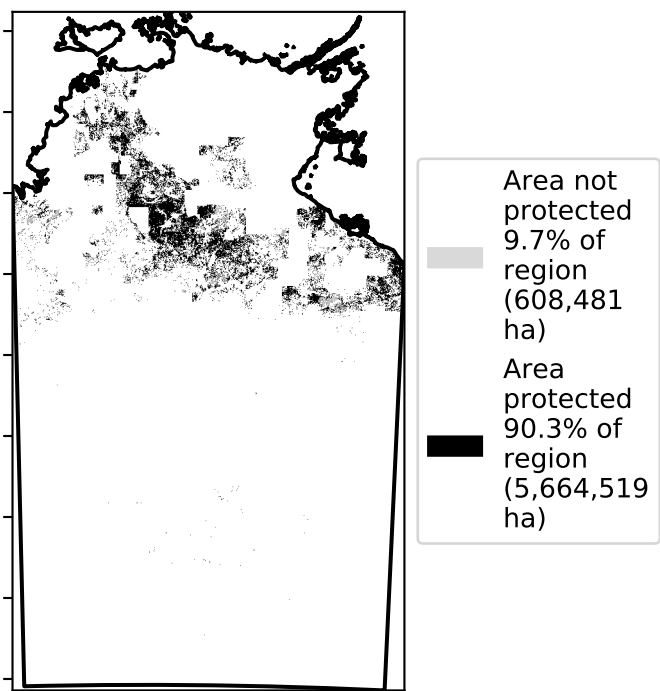 Area not
protected
9.7% of
region
(608,481
ha)
Area
protected
90.3% of
region
(5,664,519
ha)